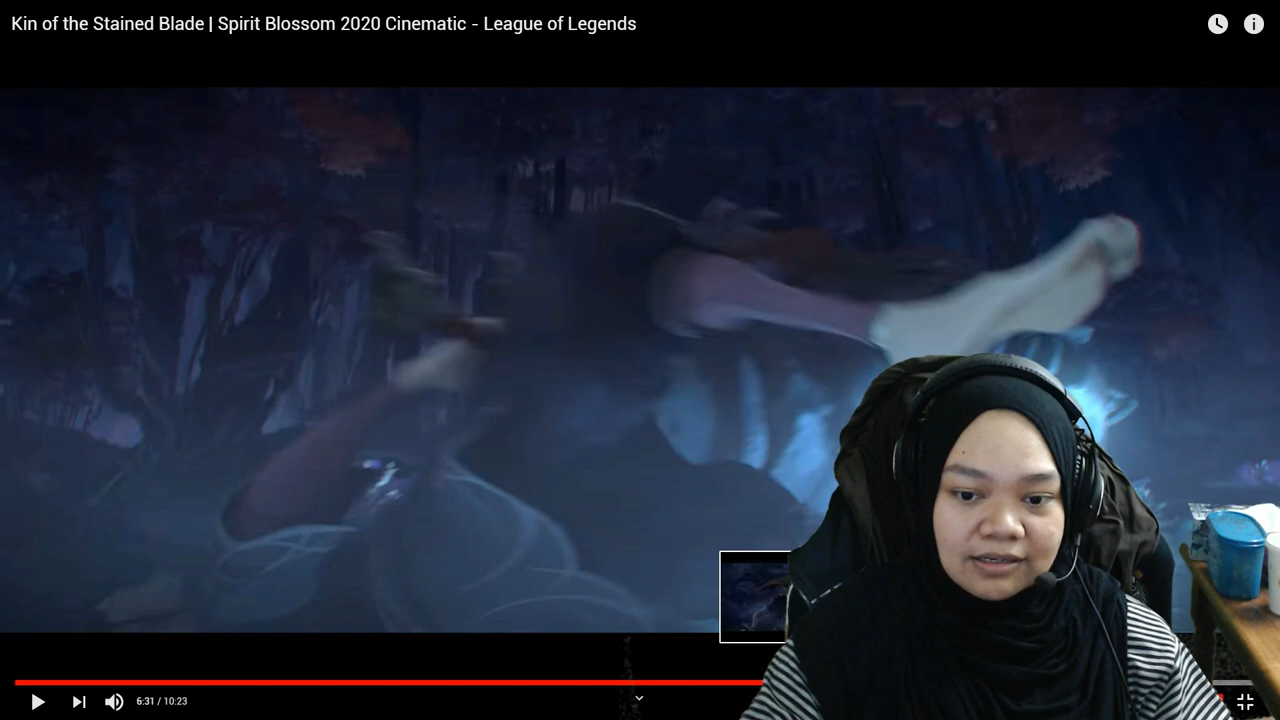 Kin of the Stained Blade | Spirit Blossom 2020 Cinematic - League of Legends
6:31 / 10:23